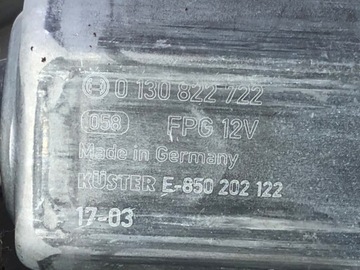 0 130 822 722
058 FPG 12V
Made in Germany
KÜSTER E-850 202 122
17-03